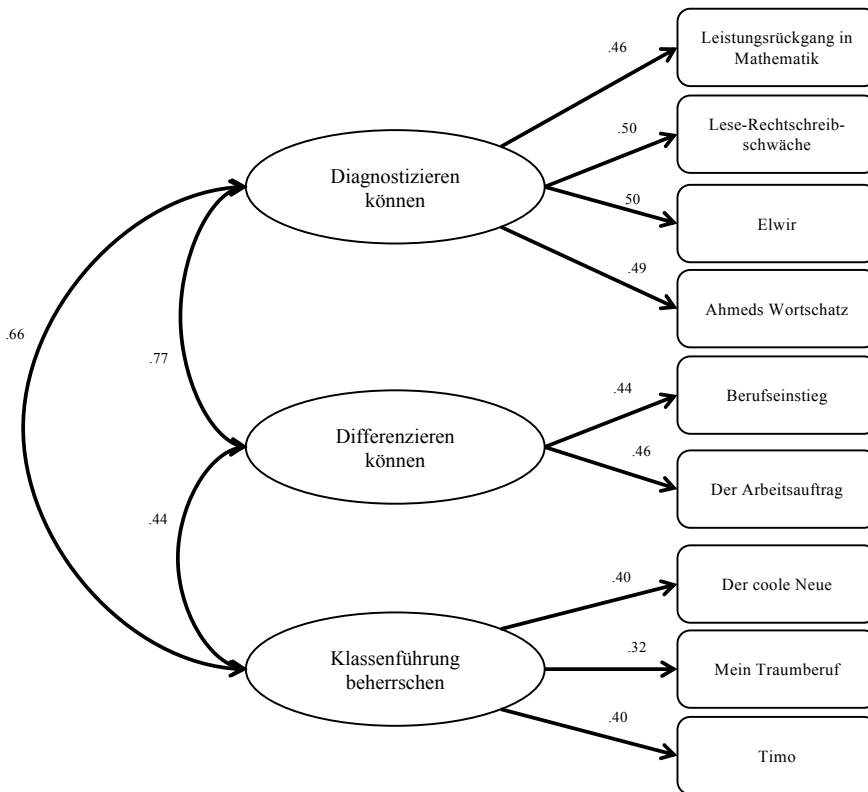 Leistungsrückgang in
Mathematik
.46
Lese-Rechtschreib-
schwäche
.50
Diagnostizieren
können
.50
Elwir
.49
Ahmeds Wortschatz
.66
.77
.44
Berufseinstieg
Differenzieren
können
.46
Der Arbeitsauftrag
.44
.40
Der coole Neue
Klassenführung
beherrschen
.32
Mein Traumberuf
.40
Timo